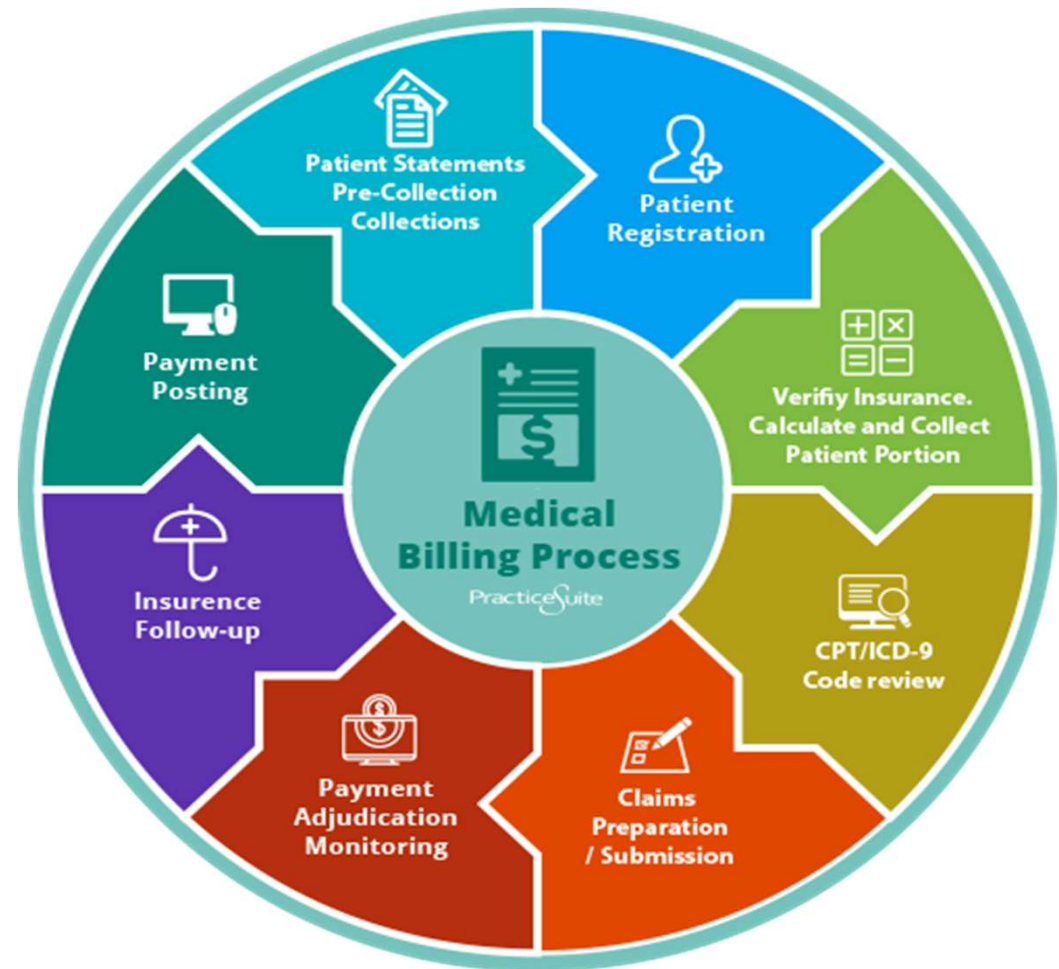 Patient Statements
Pre-Collection
Collections
Patient
Registration
Verifiy Insurance.
Calculate and Collect
Patient Portion
CPT/ICD-9
Code review
Claims
Preparation
/ Submission
Payment
Adjudication
Monitoring
Insurence
Follow-up
Payment
Posting
Medical
Billing Process
PracticeSuite